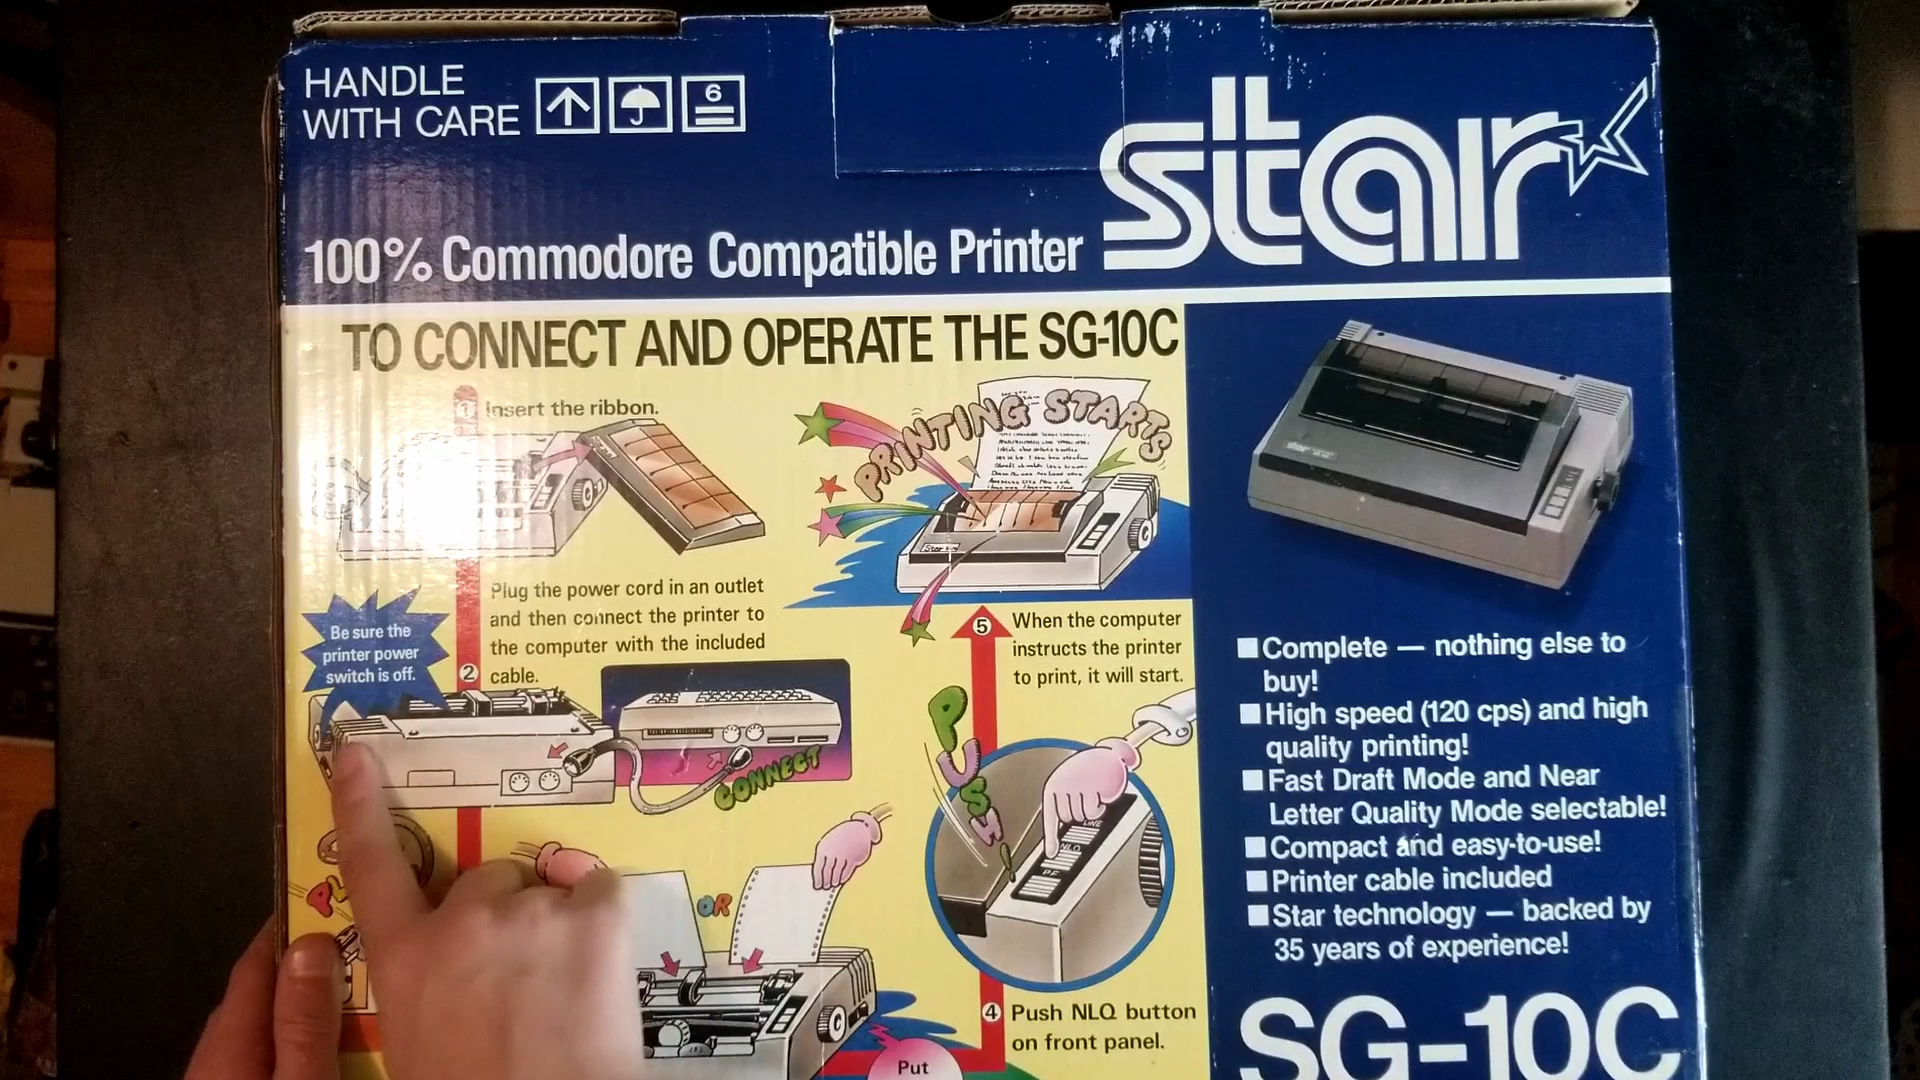 HANDLE
WITH CARE
6
star
100% Commodore Compatible Printer
TO CONNECT AND OPERATE THE SG-10C
1 Insert the ribbon.
PRINTING STARTS
Star
Plug the power cord in an outlet
and then connect the printer to
the computer with the included
2 cable.
Be sure the
printer power
switch is off.
CONNECT
5 When the computer
instructs the printer
to print, it will start.
PUSH!
LINE
NLQ
FF
OR
4 Push NLQ button
on front panel.
Put
star
■ Complete — nothing else to
buy!
■ High speed (120 cps) and high
quality printing!
■ Fast Draft Mode and Near
Letter Quality Mode selectable!
■ Compact and easy-to-use!
■ Printer cable included
■ Star technology — backed by
35 years of experience!
SG-10C